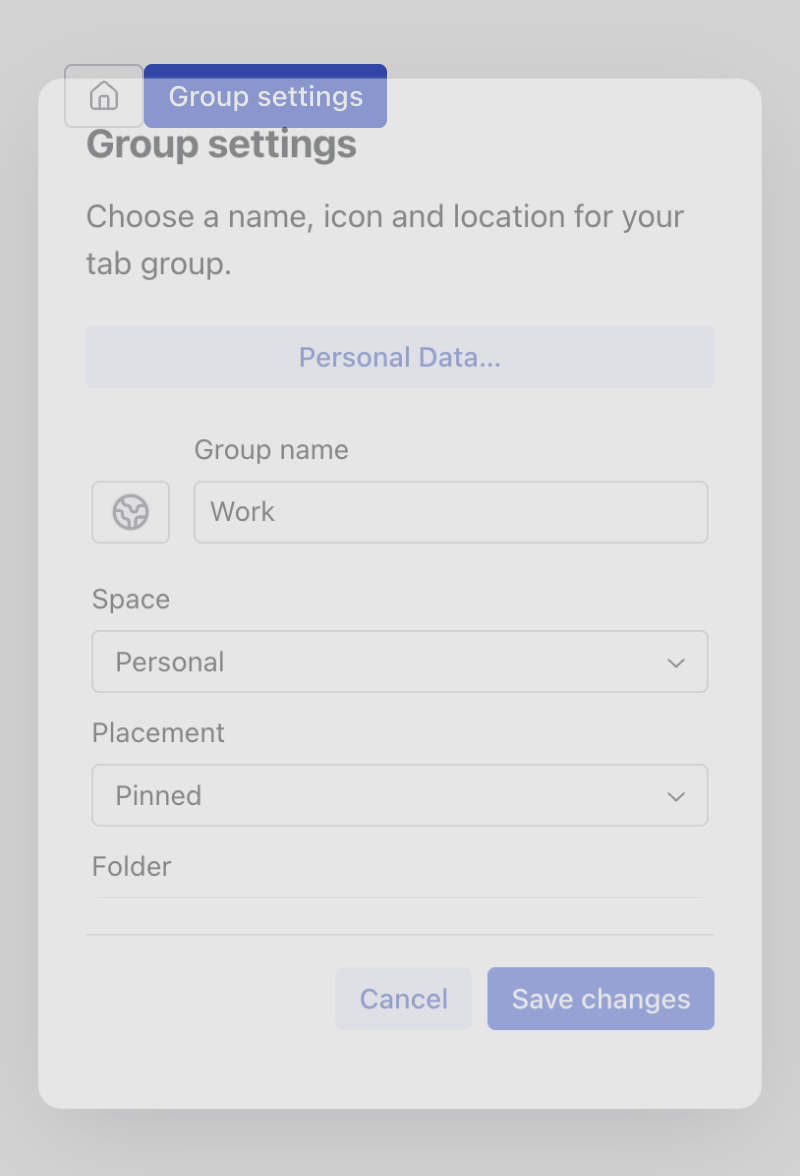 Group settings
Group settings
Choose a name, icon and location for your
tab group.
Personal Data...
Group name
Work
Space
Personal
Placement
Pinned
Folder
Cancel
Save changes